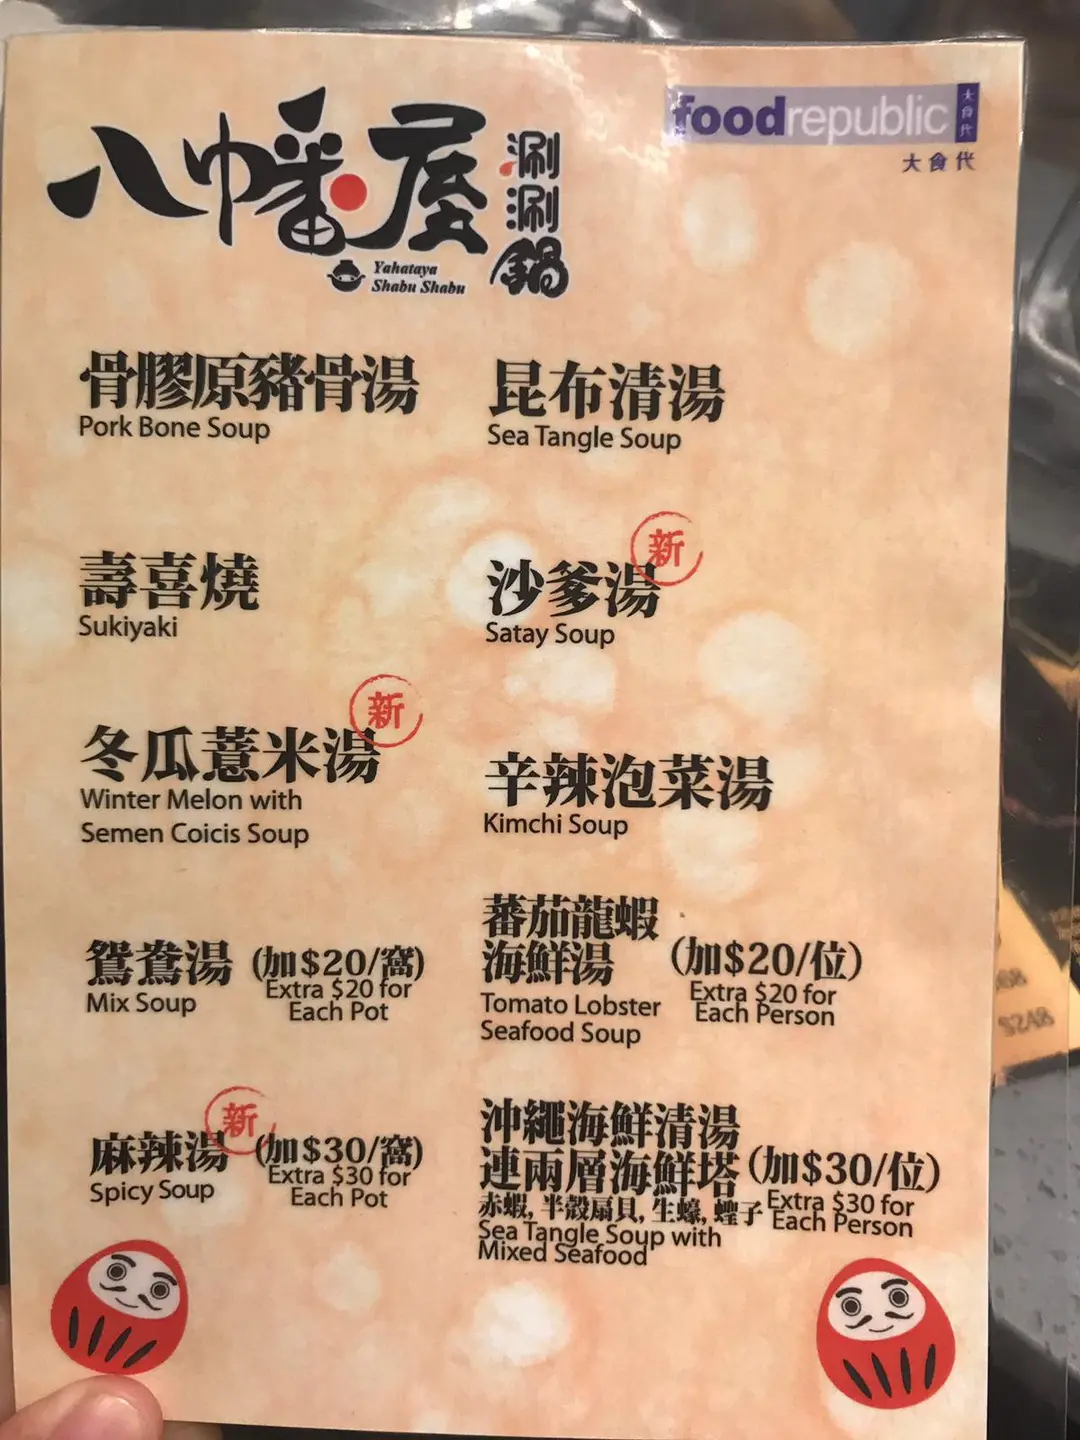 八幡屋
涮涮鍋
Yahataya
Shabu Shabu
foodrepublic
大食代
大食代
骨膠原豬骨湯
Pork Bone Soup
昆布清湯
Sea Tangle Soup
壽喜燒
Sukiyaki
新
沙爹湯
Satay Soup
新
冬瓜薏米湯
Winter Melon with
Semen Coicis Soup
辛辣泡菜湯
Kimchi Soup
鴛鴦湯 (加$20/窩)
Mix Soup
Extra $20 for
Each Pot
蕃茄龍蝦
海鮮湯 (加$20/位)
Tomato Lobster
Seafood Soup
Extra $20 for
Each Person
新
麻辣湯 (加$30/窩)
Spicy Soup
Extra $30 for
Each Pot
沖繩海鮮清湯
連兩層海鮮塔 (加$30/位)
赤蝦, 半殼扇貝, 生蠔, 蟶子
Sea Tangle Soup with
Mixed Seafood
Extra $30 for
Each Person
$248